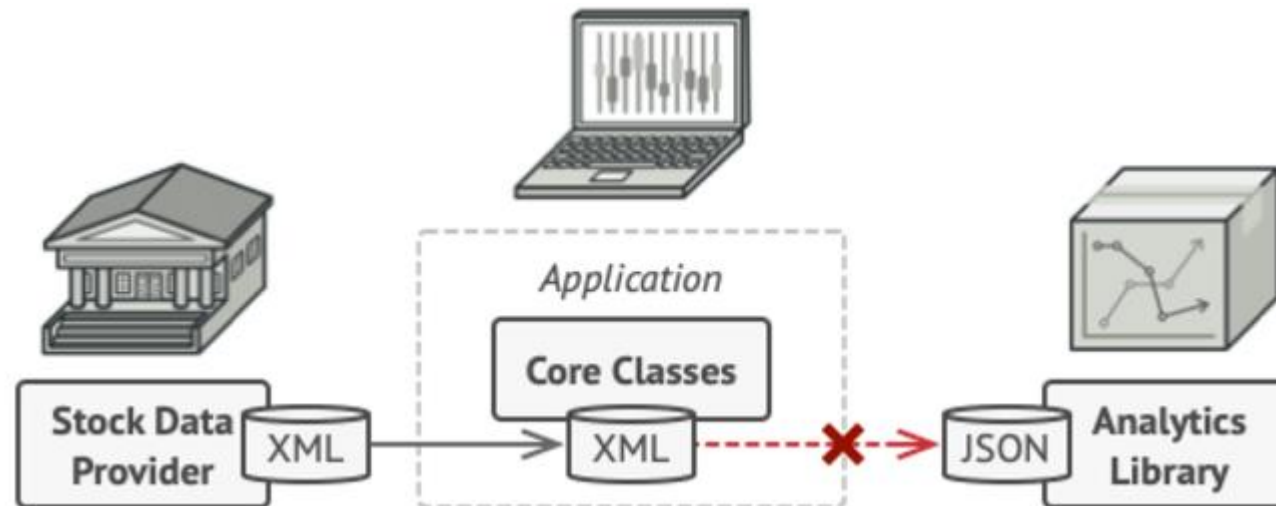 Application
Core Classes
Stock Data
Provider
XML
XML
JSON
Analytics
Library